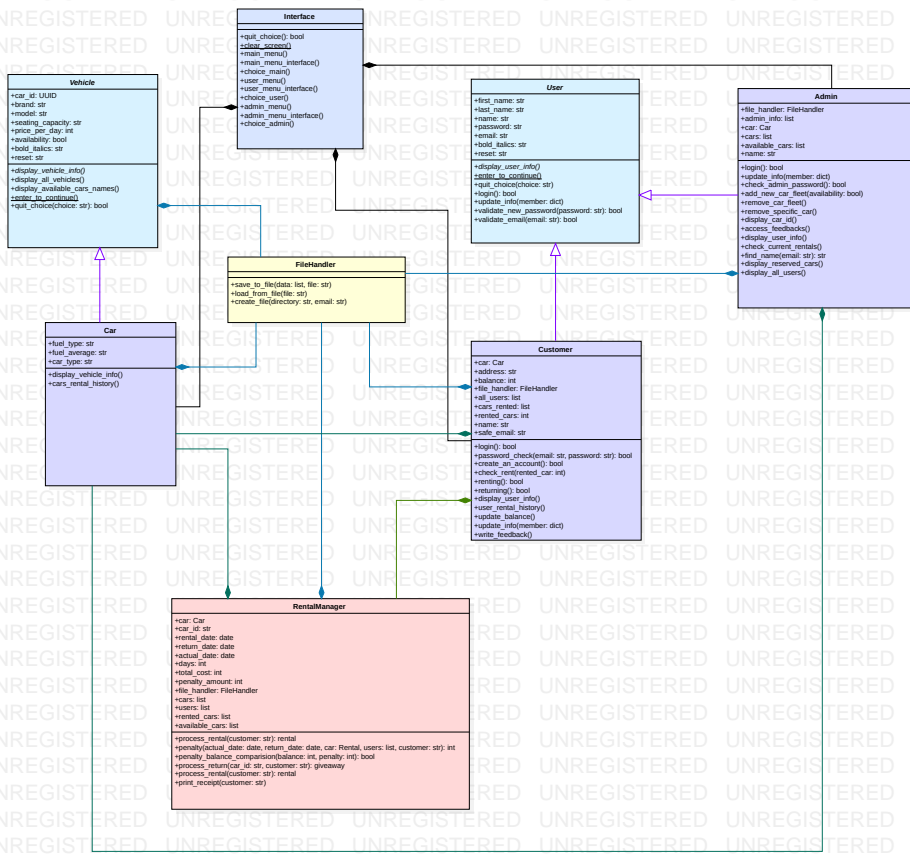 Interface
+quit_choice(): bool
+clear_screen()
+main_menu()
+main_menu_interface()
+choice_main()
+user_menu()
+user_menu_interface()
+choice_user()
+admin_menu()
+admin_menu_interface()
+choice_admin()
Vehicle
+car_id: UUID
+brand: str
+model: str
+seating_capacity: str
+price_per_day: int
+availability: bool
+bold_italics: str
+reset: str
+display_vehicle_info()
+display_all_vehicles()
+display_available_cars_names()
+enter_to_continue()
+quit_choice(choice: str): bool
User
+first_name: str
+last_name: str
+name: str
+password: str
+email: str
+bold_italics: str
+reset: str
+display_user_info()
+enter_to_continue()
+quit_choice(choice: str)
+login(): bool
+update_info(member: dict)
+validate_new_password(password: str): bool
+validate_email(email: str): bool
Admin
+file_handler: FileHandler
+admin_info: list
+car: Car
+cars: list
+available_cars: list
+name: str
+login(): bool
+update_info(member: dict)
+check_admin_password(): bool
+add_new_car_fleet(availability: bool)
+remove_car_fleet()
+remove_specific_car()
+display_car_id()
+access_feedbacks()
+display_user_info()
+check_current_rentals()
+find_name(email: str): str
+display_reserved_cars()
+display_all_users()
FileHandler
+save_to_file(data: list, file: str)
+load_from_file(file: str)
+create_file(directory: str, email: str)
Car
+fuel_type: str
+fuel_average: str
+car_type: str
+display_vehicle_info()
+cars_rental_history()
Customer
+car: Car
+address: str
+balance: int
+file_handler: FileHandler
+all_users: list
+cars_rented: list
+rented_cars: int
+name: str
+safe_email: str
+login(): bool
+password_check(email: str, password: str): bool
+create_an_account(): bool
+check_rent(rented_car: int)
+renting(): bool
+returning(): bool
+display_user_info()
+user_rental_history()
+update_balance()
+update_info(member: dict)
+write_feedback()
RentalManager
+car: Car
+car_id: str
+rental_date: date
+return_date: date
+actual_date: date
+days: int
+total_cost: int
+penalty_amount: int
+file_handler: FileHandler
+cars: list
+users: list
+rented_cars: list
+available_cars: list
+process_rental(customer: str): rental
+penalty(actual_date: date, return_date: date, car: Rental, users: list, customer: str): int
+penalty_balance_comparision(balance: int, penalty: int): bool
+process_return(car_id: str, customer: str): giveaway
+process_rental(customer: str): rental
+print_receipt(customer: str)
UNREGISTERED